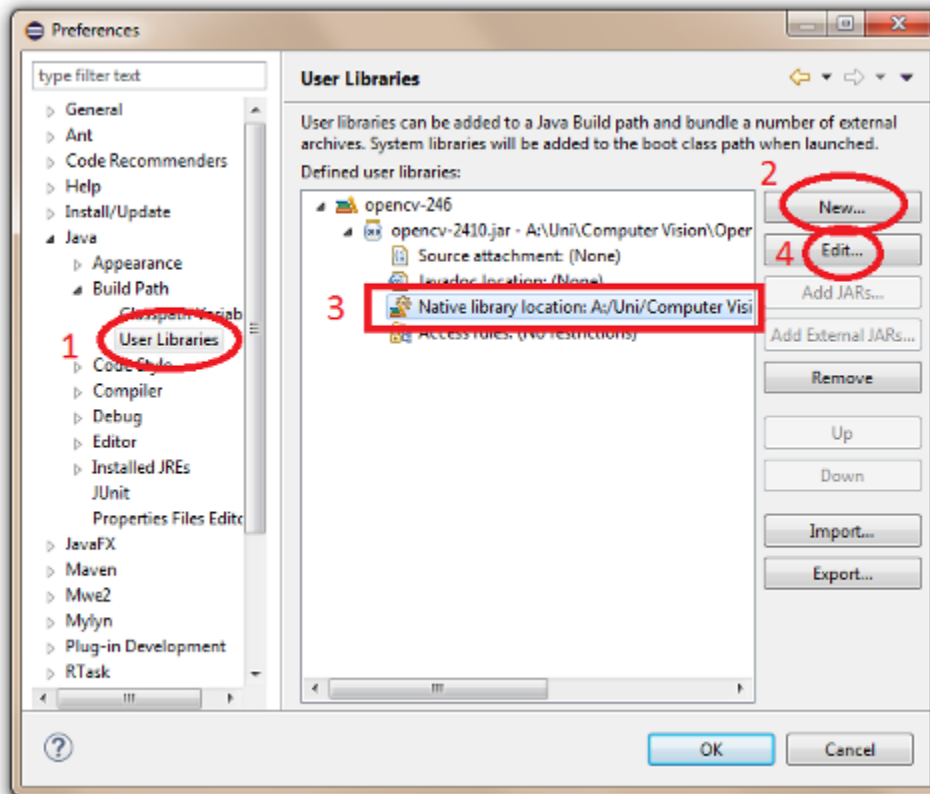 Preferences
type filter text
General
Ant
Code Recommenders
Help
Install/Update
Java
Appearance
Build Path
Classpath Variab
1
User Libraries
Code Style
Compiler
Debug
Editor
Installed JREs
JUnit
Properties Files Edito
JavaFX
Maven
Mwe2
Mylyn
Plug-in Development
RTask
User Libraries
User libraries can be added to a Java Build path and bundle a number of external
archives. System libraries will be added to the boot class path when launched.
Defined user libraries:
opencv-246
opencv-2410.jar - A:\Uni\Computer Vision\Oper
Source attachment: (None)
Javadoc location: (None)
3
Native library location: A:/Uni/Computer Visi
Access rules: (No restrictions)
2
New...
4
Edit...
Add JARs...
Add External JARs...
Remove
Up
Down
Import...
Export...
?
OK
Cancel